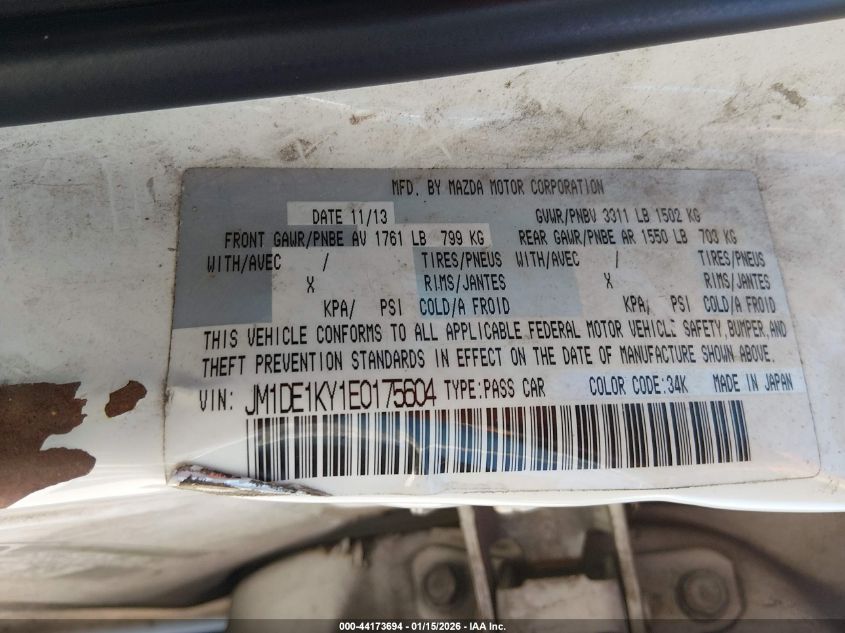 MFD. BY MAZDA MOTOR CORPORATION
DATE 11/13 GVWR/PNBV 3311 LB 1502 KG
FRONT GAWR/PNBE AV 1761 LB 799 KG REAR GAWR/PNBE AR 1550 LB 703 KG
WITH/AVEC / TIRES/PNEUS WITH/AVEC / TIRES/PNEUS
X RIMS/JANTES X RIMS/JANTES
KPA/ PSI COLD/A FROID KPA/ PSI COLD/A FROID
THIS VEHICLE CONFORMS TO ALL APPLICABLE FEDERAL MOTOR VEHICLE SAFETY, BUMPER, AND
THEFT PREVENTION STANDARDS IN EFFECT ON THE DATE OF MANUFACTURE SHOWN ABOVE.
VIN: JM1DE1KY1E0175604 TYPE: PASS CAR COLOR CODE: 34K MADE IN JAPAN
000-44173694 - 01/15/2026 - IAA Inc.